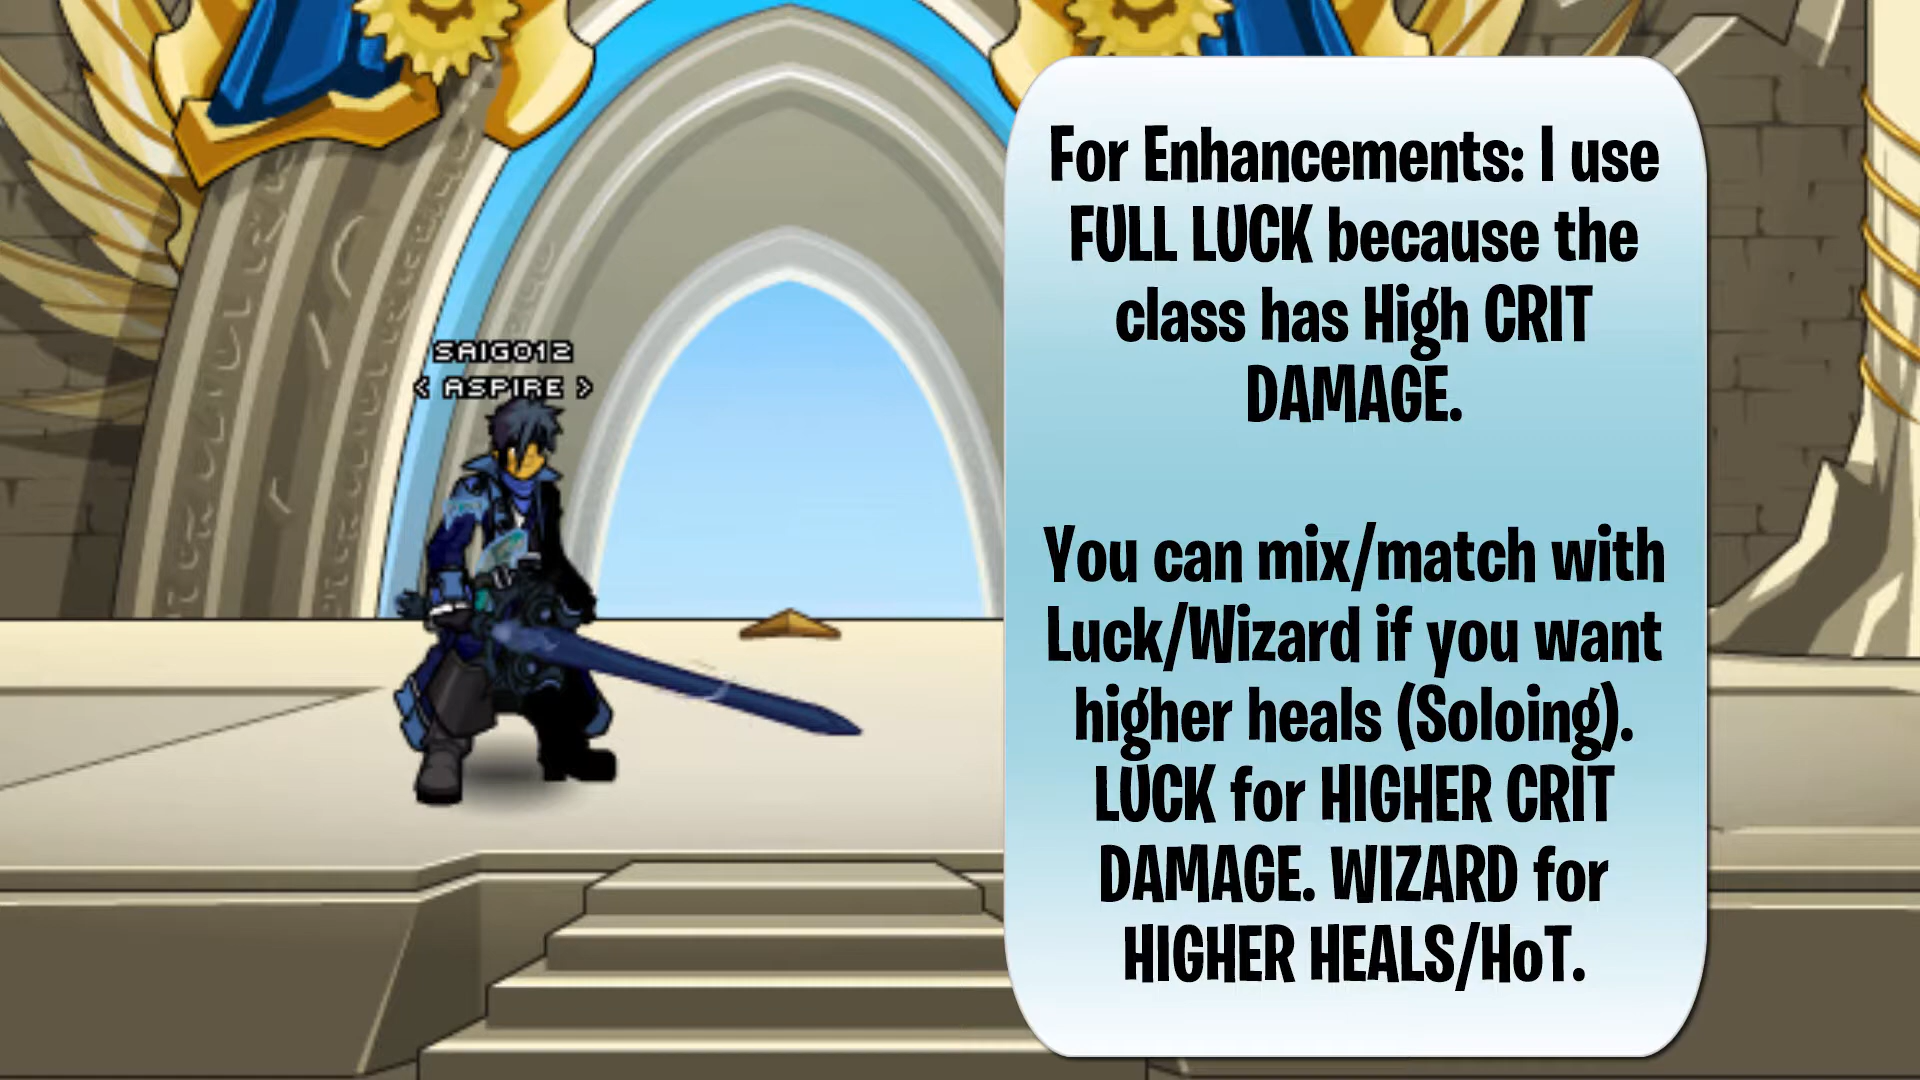 SAIGO12
< ASPIRE >
For Enhancements: I use
FULL LUCK because the
class has High CRIT
DAMAGE.
You can mix/match with
Luck/Wizard if you want
higher heals (Soloing).
LUCK for HIGHER CRIT
DAMAGE. WIZARD for
HIGHER HEALS/HoT.